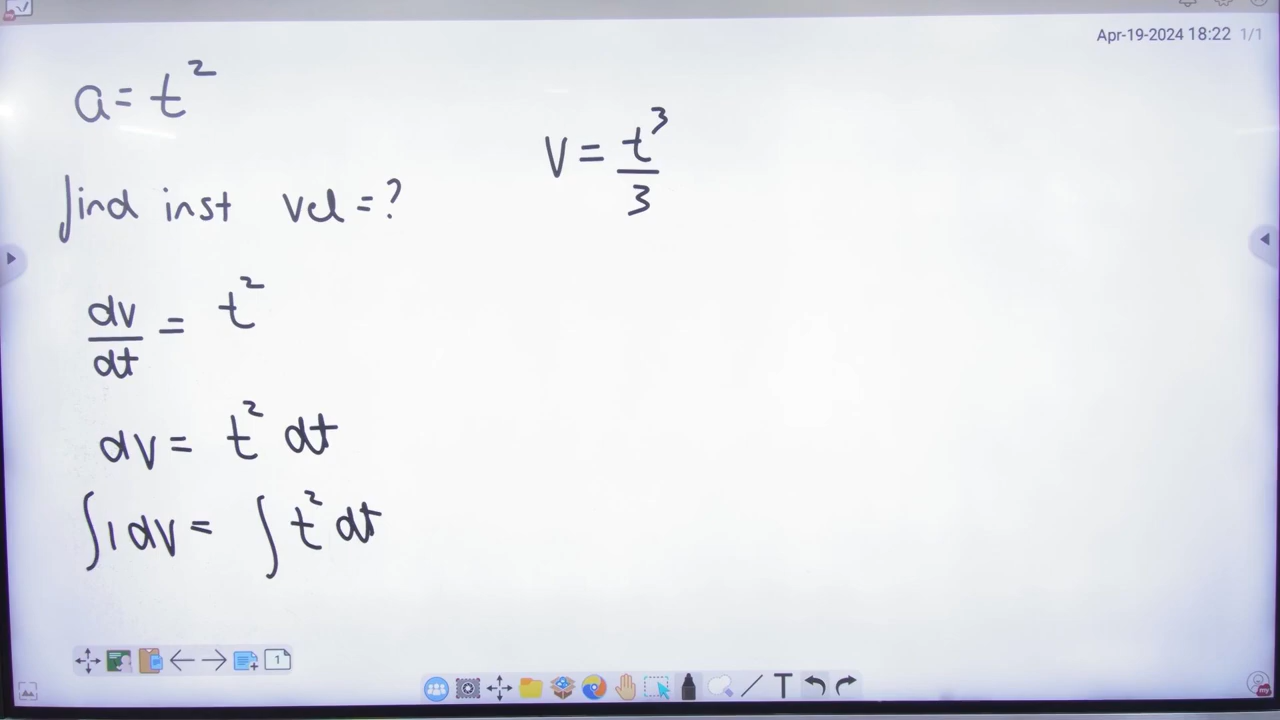 Apr-19-2024 18:22 1/1
a = t²
find inst vel = ?
dv/dt = t²
dv = t² dt
∫1 dv = ∫t² dt
V = t³/3
1
T